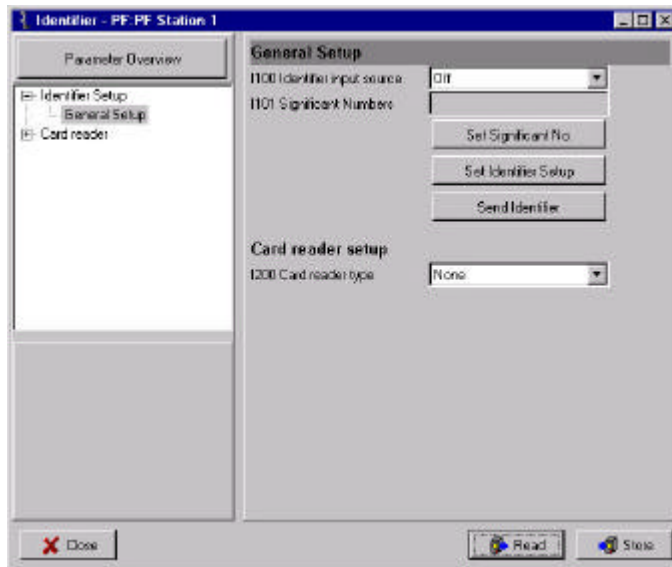 Identifier - PF:PF Station 1
Parameter Overview
Identifier Setup
General Setup
Card reader
General Setup
I100 Identifier input source
Off
I101 Significant Numbers
Set Significant No
Set Identifier Setup
Send Identifier
Card reader setup
I200 Card reader type
None
Close
Read
Store